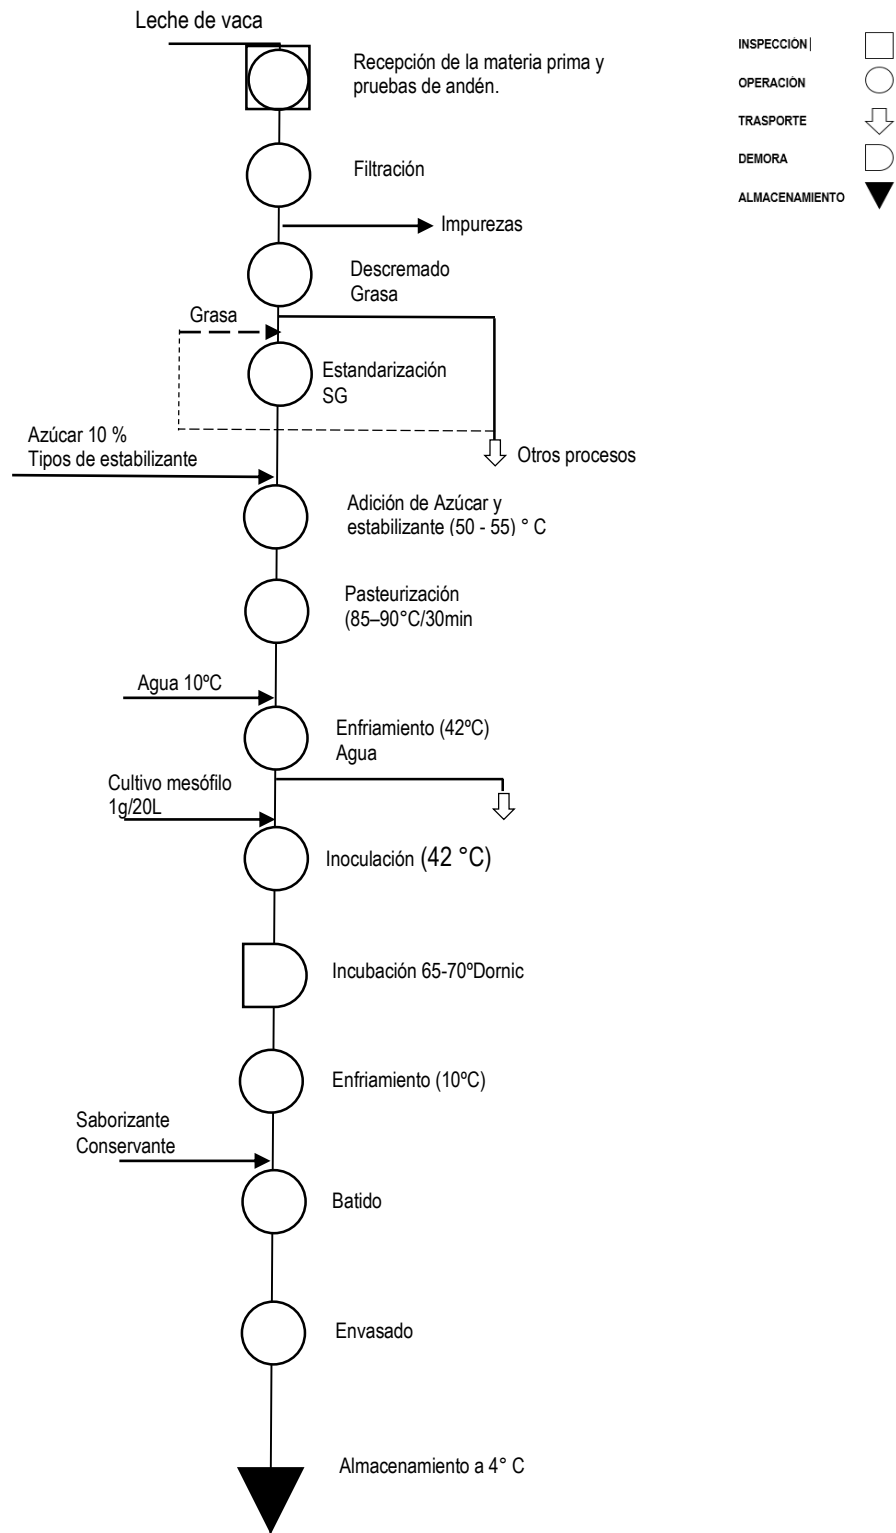 Leche de vaca
Recepción de la materia prima y
pruebas de andén.
Filtración
Impurezas
Descremado
Grasa
Grasa
Estandarización
SG
Azúcar 10 %
Tipos de estabilizante
Otros procesos
Adición de Azúcar y
estabilizante (50 - 55) ° C
Pasteurización
(85–90°C/30min
Agua 10ºC
Enfriamiento (42ºC)
Agua
Cultivo mesófilo
1g/20L
Inoculación (42 °C)
Incubación 65-70ºDornic
Enfriamiento (10ºC)
Saborizante
Conservante
Batido
Envasado
Almacenamiento a 4° C
INSPECCIÓN
OPERACIÓN
TRASPORTE
DEMORA
ALMACENAMIENTO